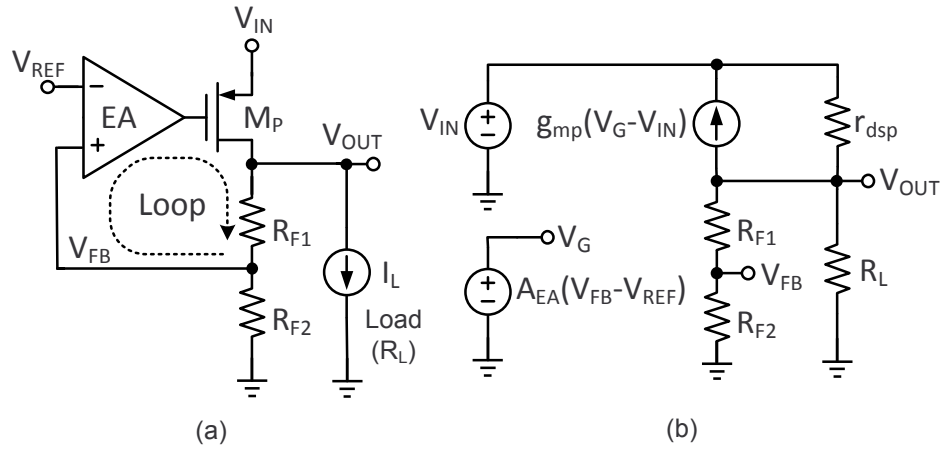 V_IN
V_REF
EA
M_P
V_OUT
Loop
R_F1
V_FB
I_L
R_F2
Load
(R_L)
(a)
V_IN
g_mp(V_G-V_IN)
r_dsp
V_OUT
V_G
R_F1
V_FB
R_L
A_EA(V_FB-V_REF)
R_F2
(b)